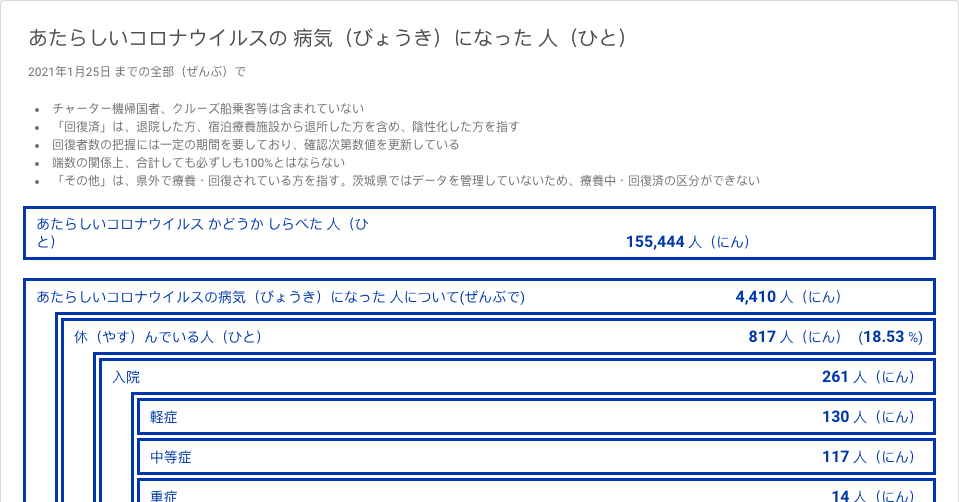 あたらしいコロナウイルスの 病気（びょうき）になった 人（ひと）
2021年1月25日 までの全部（ぜんぶ）で
• チャーター機帰国者、クルーズ船乗客等は含まれていない
• 「回復済」は、退院した方、宿泊療養施設から退所した方を含め、陰性化した方を指す
• 回復者数の把握には一定の期間を要しており、確認次第数値を更新している
• 端数の関係上、合計しても必ずしも100%とはならない
• 「その他」は、県外で療養・回復されている方を指す。茨城県ではデータを管理していないため、療養中・回復済の区分ができない
あたらしいコロナウイルス かどうか しらべた 人（ひ
と）
155,444 人（にん）
あたらしいコロナウイルスの病気（びょうき）になった 人について(ぜんぶで) 4,410 人（にん）
休（やす）んでいる人（ひと） 817 人（にん） (18.53 %)
入院 261 人（にん）
軽症 130 人（にん）
中等症 117 人（にん）
重症 14 人（にん）